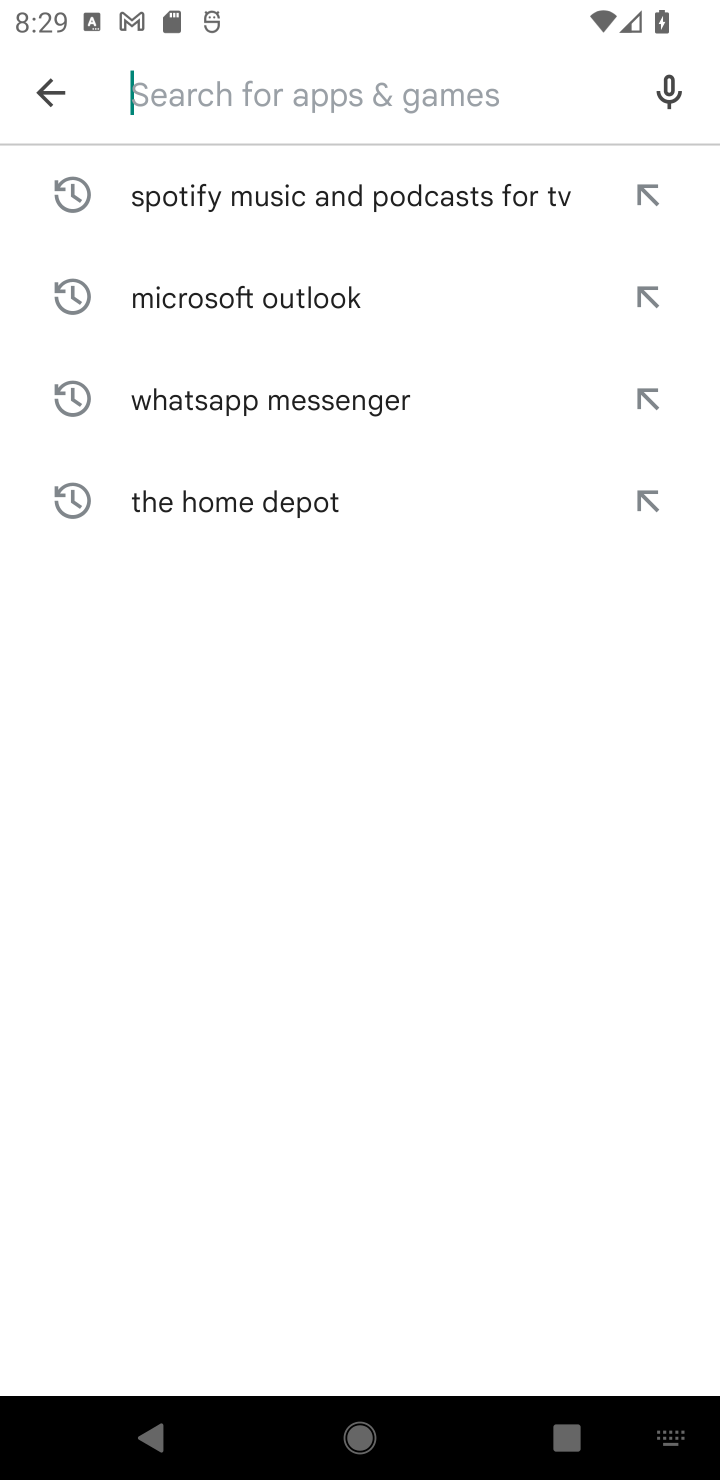 8:29
Search for apps & games
spotify music and podcasts for tv
microsoft outlook
whatsapp messenger
the home depot